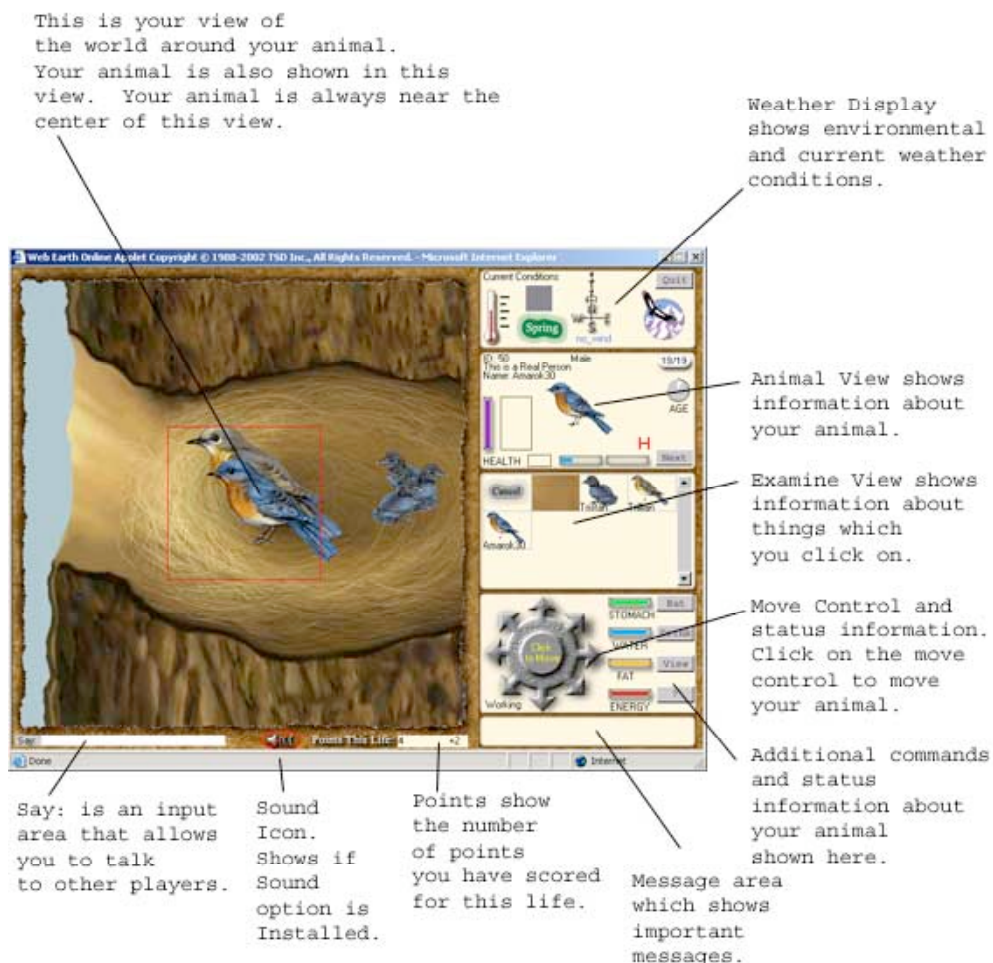 This is your view of
the world around your animal.
Your animal is also shown in this
view. Your animal is always near the
center of this view.
Weather Display
shows environmental
and current weather
conditions.
Web Earth Online Applet Copyright © 1988-2002 TSD Inc., All Rights Reserved. - Microsoft Internet Explorer
Current Conditions
Quit
Spring
no_wind
ID: 50 Male
This is a Real Person
Name: Amarok30
19/19
AGE
H
HEALTH
Next
Animal View shows
information about
your animal.
Cancel
Amarok30
Examine View shows
information about
things which
you click on.
Click
to Move
Working
STOMACH
Eat
WATER
FAT
View
ENERGY
Move Control and
status information.
Click on the move
control to move
your animal.
Say:
Points This Life: 4 +2
Done
Internet
Additional commands
and status
information about
your animal
shown here.
Say: is an input
area that allows
you to talk
to other players.
Sound
Icon.
Shows if
Sound
option is
Installed.
Points show
the number
of points
you have scored
for this life.
Message area
which shows
important
messages.